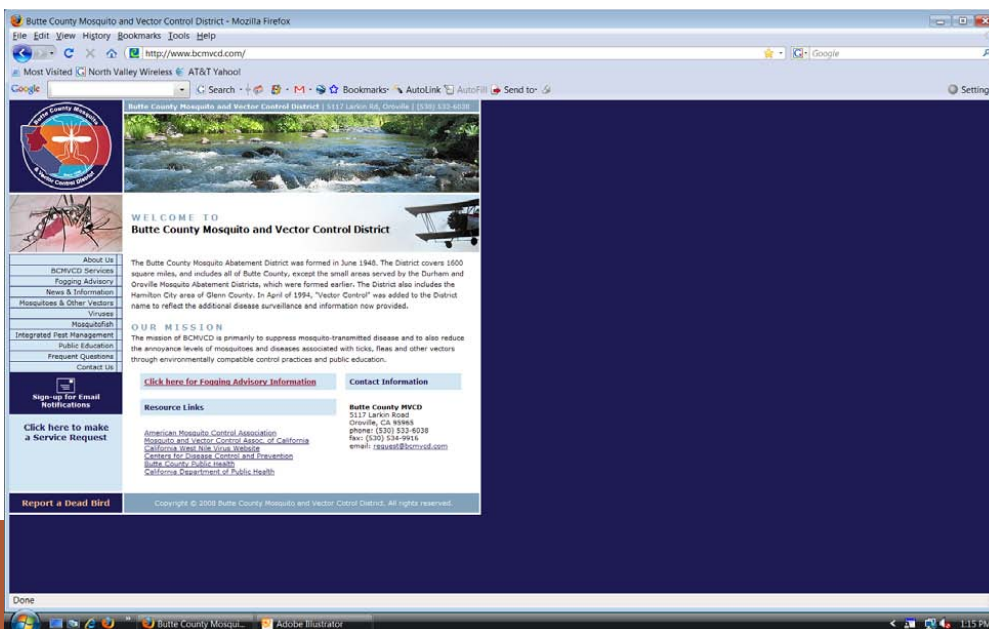 Butte County Mosquito and Vector Control District - Mozilla Firefox
File Edit View History Bookmarks Tools Help
http://www.bcmvcd.com/
Google
Most Visited North Valley Wireless AT&T Yahoo!
Google Search Bookmarks AutoLink AutoFill Send to Setting
Butte County Mosquito and Vector Control District | 5117 Larkin Rd, Oroville | (530) 533-6038
Butte County Mosquito
& Vector Control District
WELCOME TO
Butte County Mosquito and Vector Control District
About Us
BCMVCD Services
Fogging Advisory
News & Information
Mosquitoes & Other Vectors
Viruses
Mosquitofish
Integrated Pest Management
Public Education
Frequent Questions
Contact Us
Sign-up for Email
Notifications
Click here to make
a Service Request
Report a Dead Bird
The Butte County Mosquito Abatement District was formed in June 1948. The District covers 1600
square miles, and includes all of Butte County, except the small areas served by the Durham and
Oroville Mosquito Abatement Districts, which were formed earlier. The District also includes the
Hamilton City area of Glenn County. In April of 1994, "Vector Control" was added to the District
name to reflect the additional disease surveillance and information now provided.
OUR MISSION
The mission of BCMVCD is primarily to suppress mosquito-transmitted disease and to also reduce
the annoyance levels of mosquitoes and diseases associated with ticks, fleas and other vectors
through environmentally compatible control practices and public education.
Click here for Fogging Advisory Information
Resource Links
American Mosquito Control Association
Mosquito and Vector Control Assoc. of California
California West Nile Virus Website
Centers for Disease Control and Prevention
Butte County Public Health
California Department of Public Health
Contact Information
Butte County MVCD
5117 Larkin Road
Oroville, CA 95965
phone: (530) 533-6038
fax: (530) 534-9916
email: request@bcmvcd.com
Copyright © 2008 Butte County Mosquito and Vector Cotrol District. All rights reserved.
Done
Butte County Mosqui... Adobe Illustrator 1:15 PM